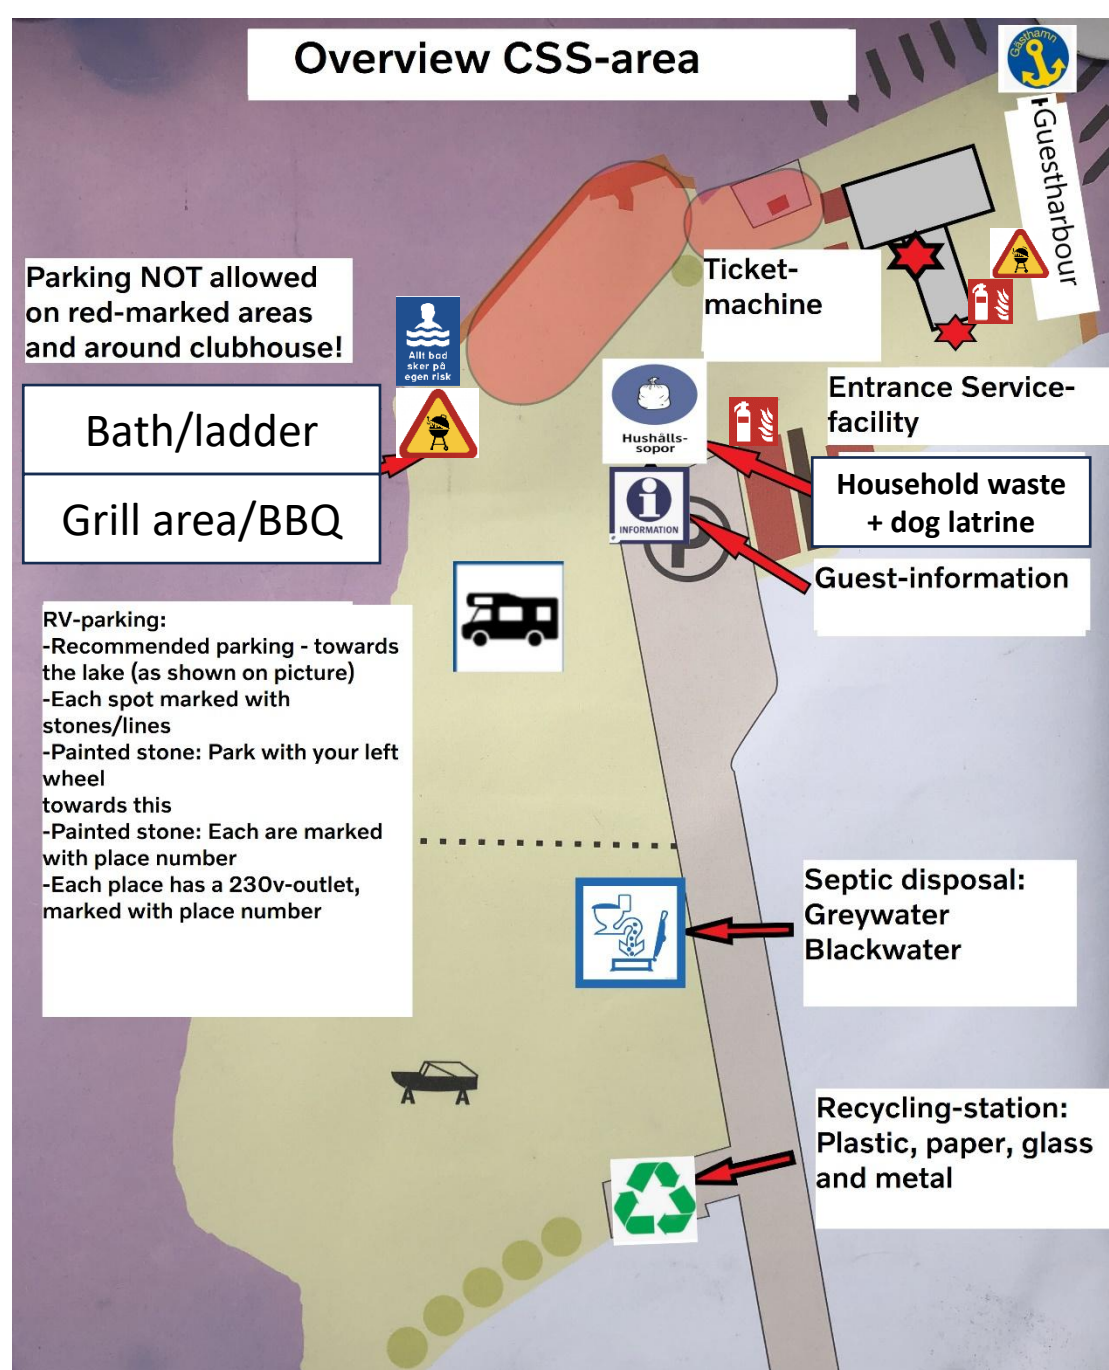 Overview CSS-area
Gästhamn
Guestharbour
Parking NOT allowed
on red-marked areas
and around clubhouse!
Ticket-
machine
Allt bad
sker på
egen risk
Bath/ladder
Grill area/BBQ
Hushålls-
sopor
Entrance Service-
facility
Household waste
+ dog latrine
INFORMATION
P
Guest-information
RV-parking:
-Recommended parking - towards
the lake (as shown on picture)
-Each spot marked with
stones/lines
-Painted stone: Park with your left
wheel
towards this
-Painted stone: Each are marked
with place number
-Each place has a 230v-outlet,
marked with place number
Septic disposal:
Greywater
Blackwater
Recycling-station:
Plastic, paper, glass
and metal